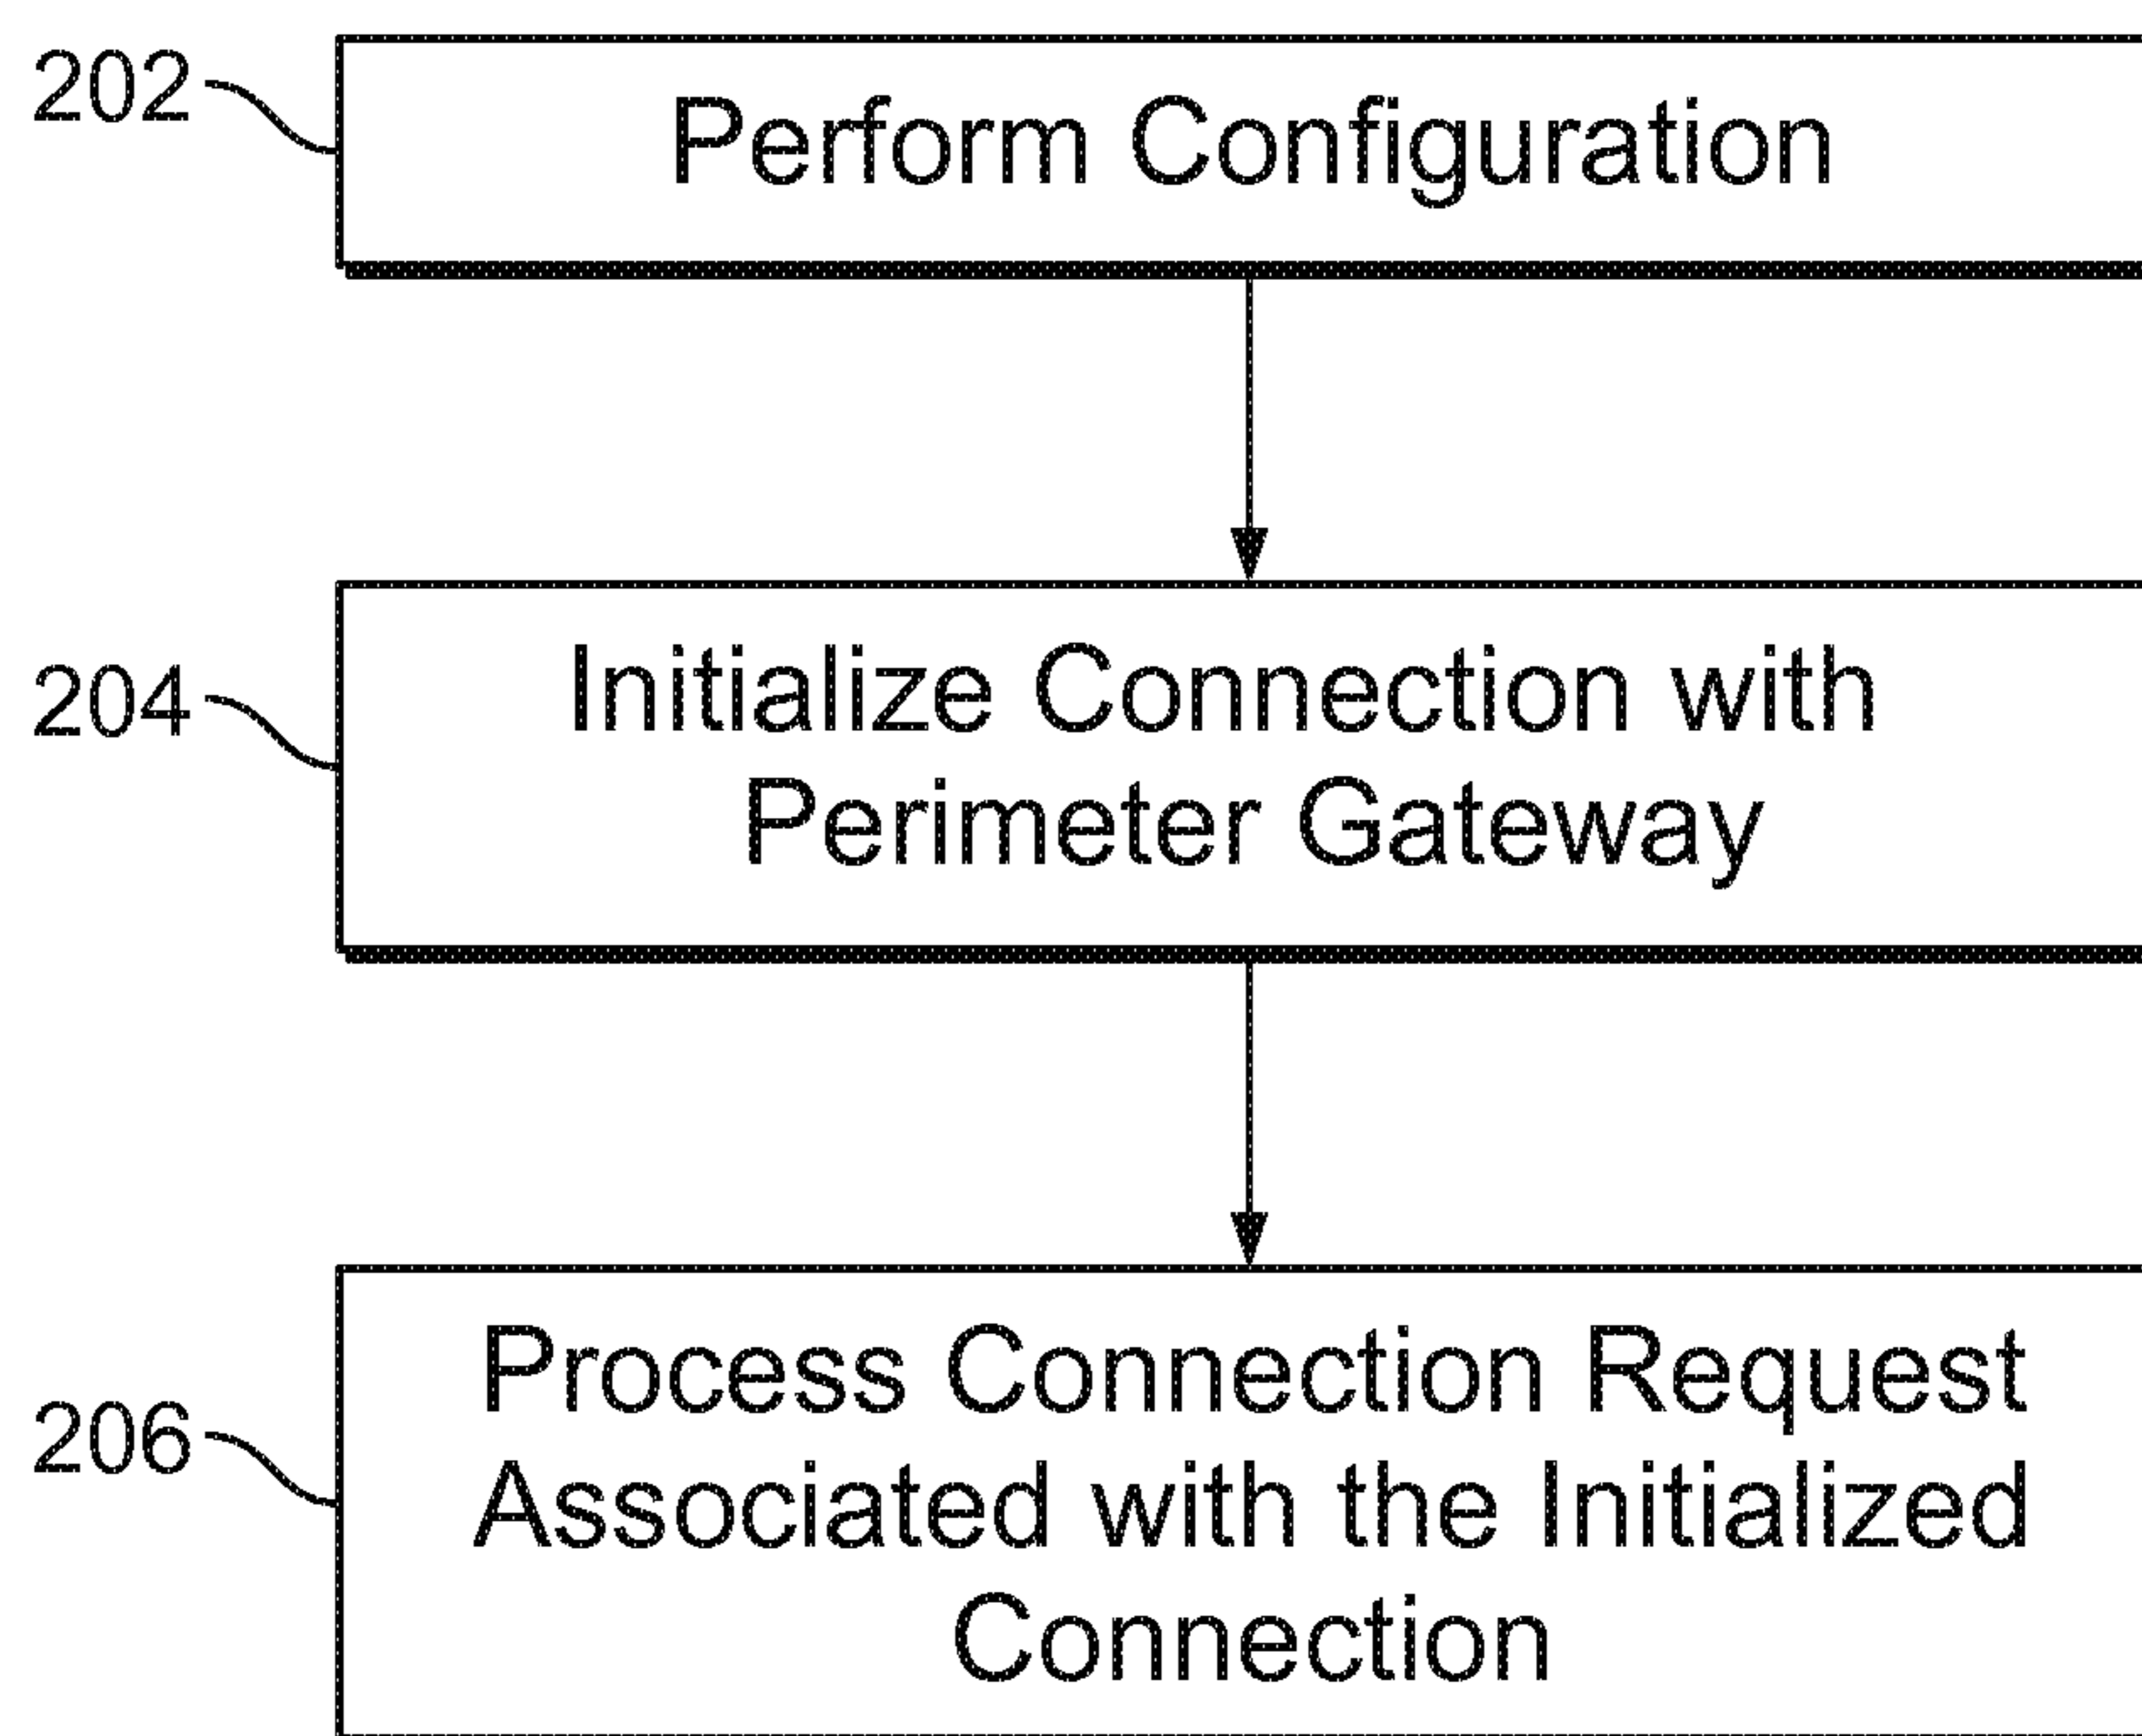 202
Perform Configuration
204
Initialize Connection with
Perimeter Gateway
206
Process Connection Request
Associated with the Initialized
Connection